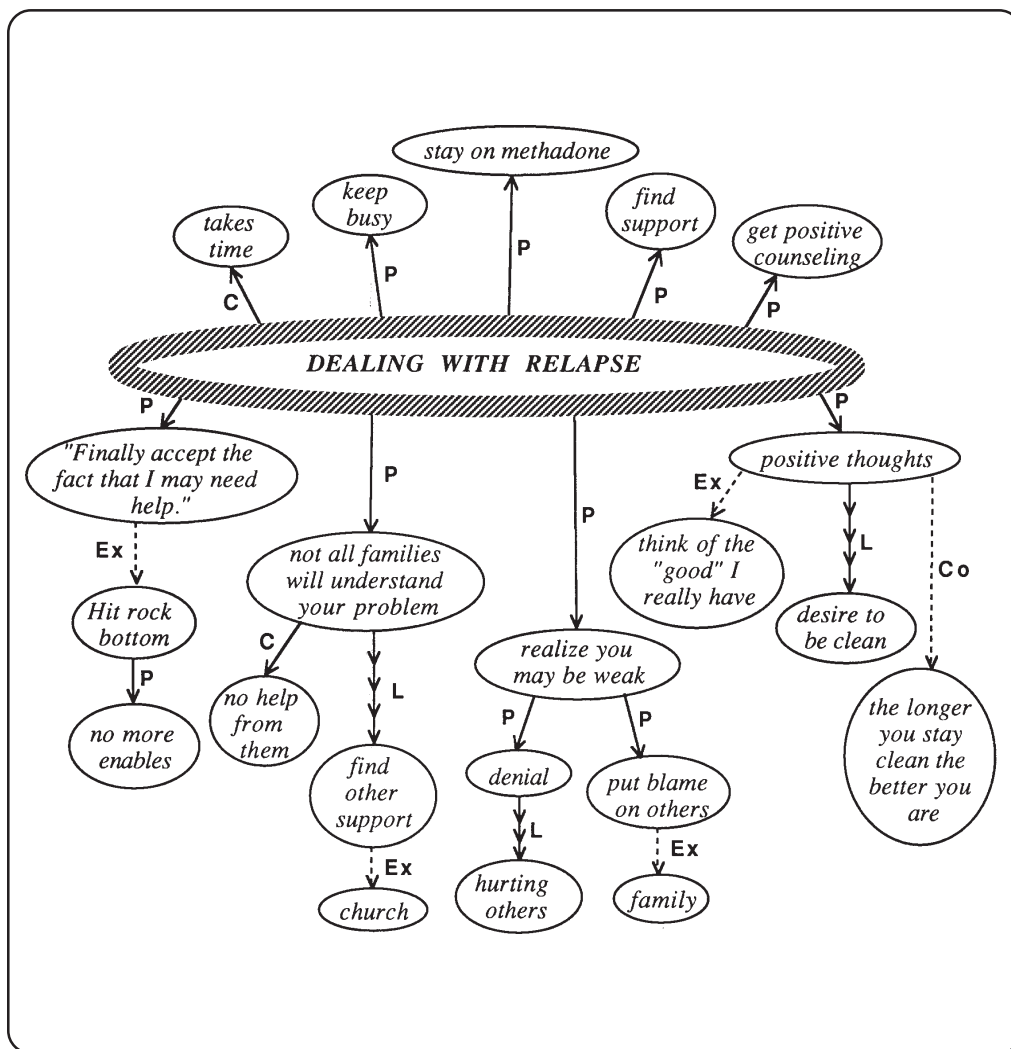 stay on methadone
keep
busy
find
support
takes
time
get positive
counseling
P
P
C
P
P
DEALING WITH RELAPSE
P
"Finally accept the
fact that I may need
help."
Ex
Hit rock
bottom
P
no more
enables
P
not all families
will understand
your problem
C
no help
from
them
L
find
other
support
Ex
church
P
realize you
may be weak
P
denial
L
hurting
others
P
put blame
on others
Ex
family
P
positive thoughts
Ex
think of the
"good" I
really have
L
desire to
be clean
Co
the longer
you stay
clean the
better you
are